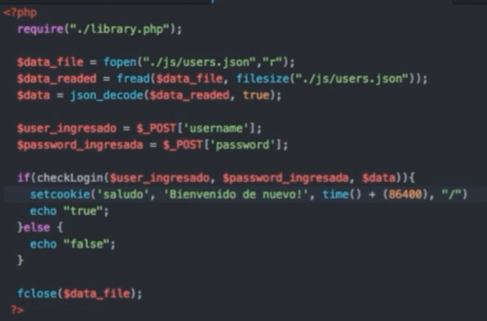 <?php
require("./library.php");
$data_file = fopen("./js/users.json","r");
$data_readed = fread($data_file, filesize("./js/users.json"));
$data = json_decode($data_readed, true);
$user_ingresado = $_POST['username'];
$password_ingresada = $_POST['password'];
if(checkLogin($user_ingresado, $password_ingresada, $data)){
setcookie('saludo', 'Bienvenido de nuevo!', time() + (86400), "/")
echo "true";
}else {
echo "false";
}
fclose($data_file);
?>